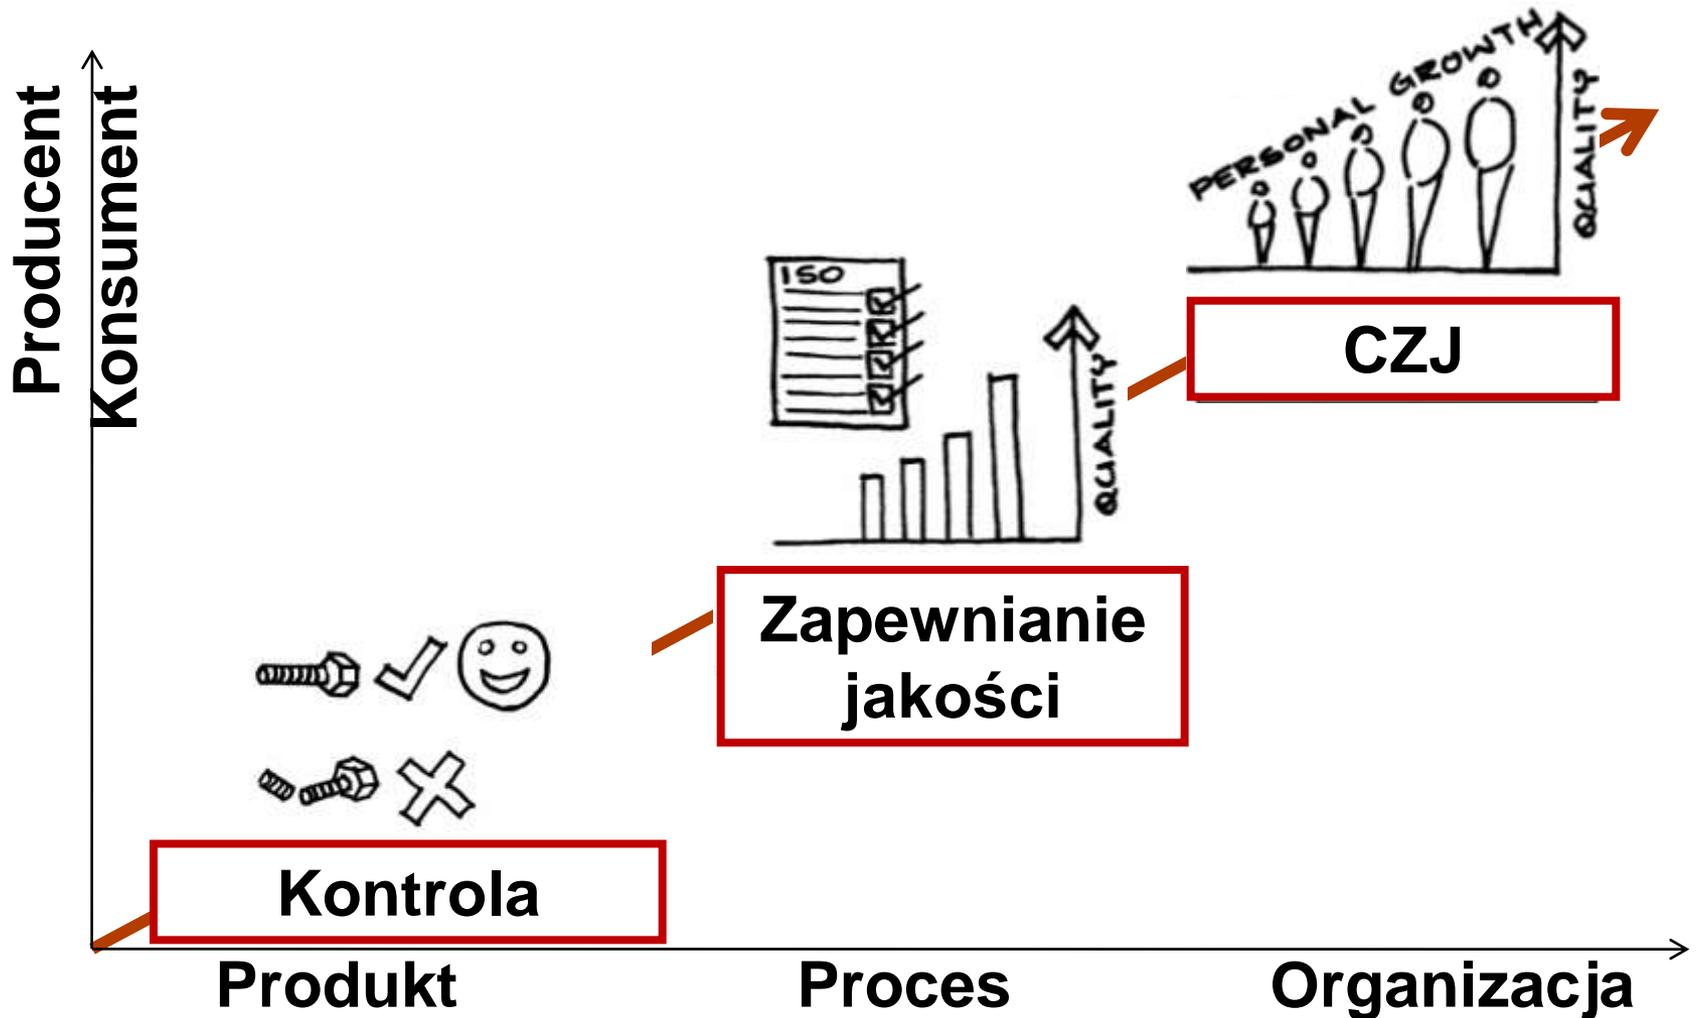 Producent
Konsument
PERSONAL GROWTH
QUALITY
CZJ
ISO
QUALITY
Zapewnianie
jakości
Kontrola
Produkt
Proces
Organizacja